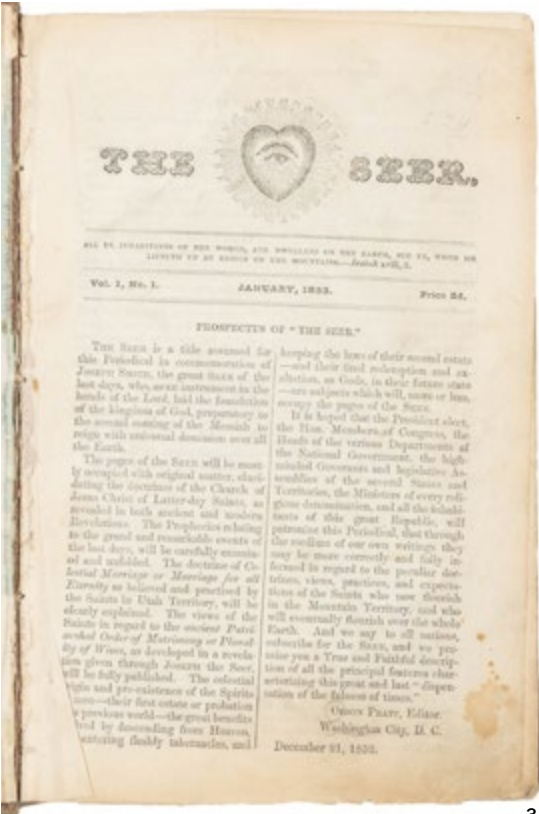 THE SEER.
ALL YE INHABITANTS OF THE WORLD, AND DWELLERS ON THE EARTH, SEE YE, WHEN HE
LIFTETH UP AN ENSIGN ON THE MOUNTAINS.—Isaiah xviii, 3.
Vol. I, No. 1. JANUARY, 1853. Price 2d.
PROSPECTUS OF "THE SEER."
THE SEER is a title assumed for
this Periodical in commemoration of
JOSEPH SMITH, the great SEER of the
last days, who, as an instrument in the
hands of the Lord, laid the foundation
of the kingdom of God, preparatory to
the second coming of the Messiah to
reign with universal dominion over all
the Earth.
The pages of the SEER will be most-
ly occupied with original matter, eluci-
dating the doctrines of the Church of
Jesus Christ of Latter-day Saints, as
revealed in both ancient and modern
Revelations. The Prophecies relating
to the grand and remarkable events of
the last days, will be carefully examin-
ed and unfolded. The doctrine of Ce-
lestial Marriage or Marriage for all
Eternity as believed and practised by
the Saints in Utah Territory, will be
clearly explained. The views of the
Saints in regard to the ancient Patri-
archal Order of Matrimony or Plural-
ity of Wives, as developed in a revela-
tion given through JOSEPH the Seer,
will be fully published. The celestial
origin and pre-existence of the Spirits
men—their first estate or probation
a previous world—the great benefits
by descending from Heaven,
entering fleshly tabernacles, and
keeping the laws of their second estate
—and their final redemption and ex-
altation, as Gods, in their future state
—are subjects which will, more or less,
occupy the pages of the SEER.
It is hoped that the President elect,
the Hon. Members of Congress, the
Heads of the various Departments of
the National Government, the high-
minded Governors and legislative As-
semblies of the several States and
Territories, the Ministers of every reli-
gious denomination, and all the inhabi-
tants of this great Republic, will
patronise this Periodical, that through
the medium of our own writings they
may be more correctly and fully in-
formed in regard to the peculiar doc-
trines, views, practices, and expecta-
tions of the Saints who now flourish
in the Mountain Territory, and who
will eventually flourish over the whole
Earth. And we say to all nations,
subscribe for the SEER, and we pro-
mise you a True and Faithful descrip-
tion of all the principal features char-
acterizing this great and last "dispen-
sation of the fulness of times."
ORSON PRATT, Editor.
Washington City, D. C.
December 21, 1852.